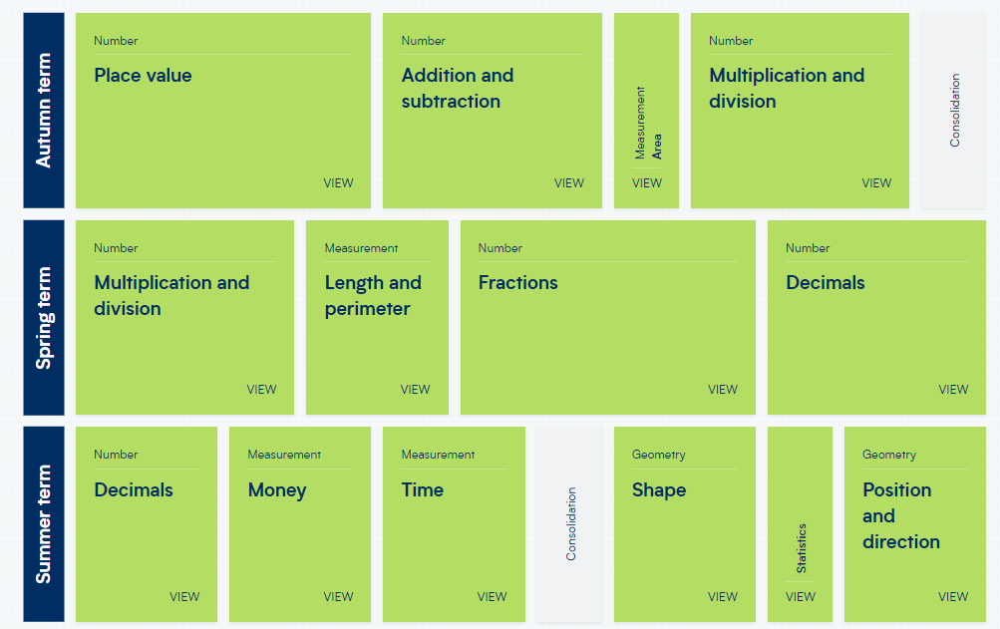 Autumn term
Number
Place value
VIEW
Number
Addition and
subtraction
VIEW
Measurement
Area
VIEW
Number
Multiplication and
division
VIEW
Consolidation
Spring term
Number
Multiplication and
division
VIEW
Measurement
Length and
perimeter
VIEW
Number
Fractions
VIEW
Number
Decimals
VIEW
Summer term
Number
Decimals
VIEW
Measurement
Money
VIEW
Measurement
Time
VIEW
Consolidation
Geometry
Shape
VIEW
Statistics
VIEW
Geometry
Position
and
direction
VIEW